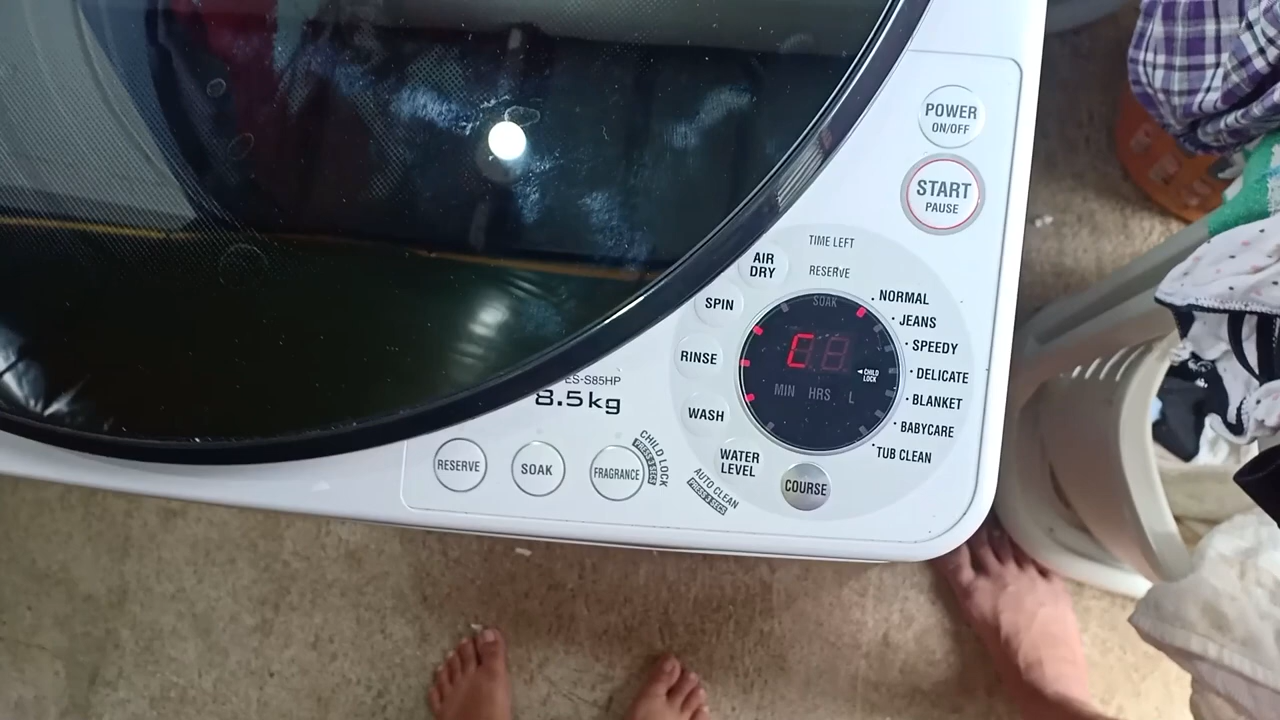 POWER
ON/OFF
START
PAUSE
TIME LEFT
RESERVE
AIR
DRY
SPIN
RINSE
WASH
WATER
LEVEL
SOAK
C
MIN HRS L
CHILD
LOCK
NORMAL
JEANS
SPEEDY
DELICATE
BLANKET
BABYCARE
TUB CLEAN
COURSE
ES-S85HP
8.5kg
RESERVE
SOAK
FRAGRANCE
CHILD LOCK
PRESS 3 SECS
AUTO CLEAN
PRESS 3 SECS